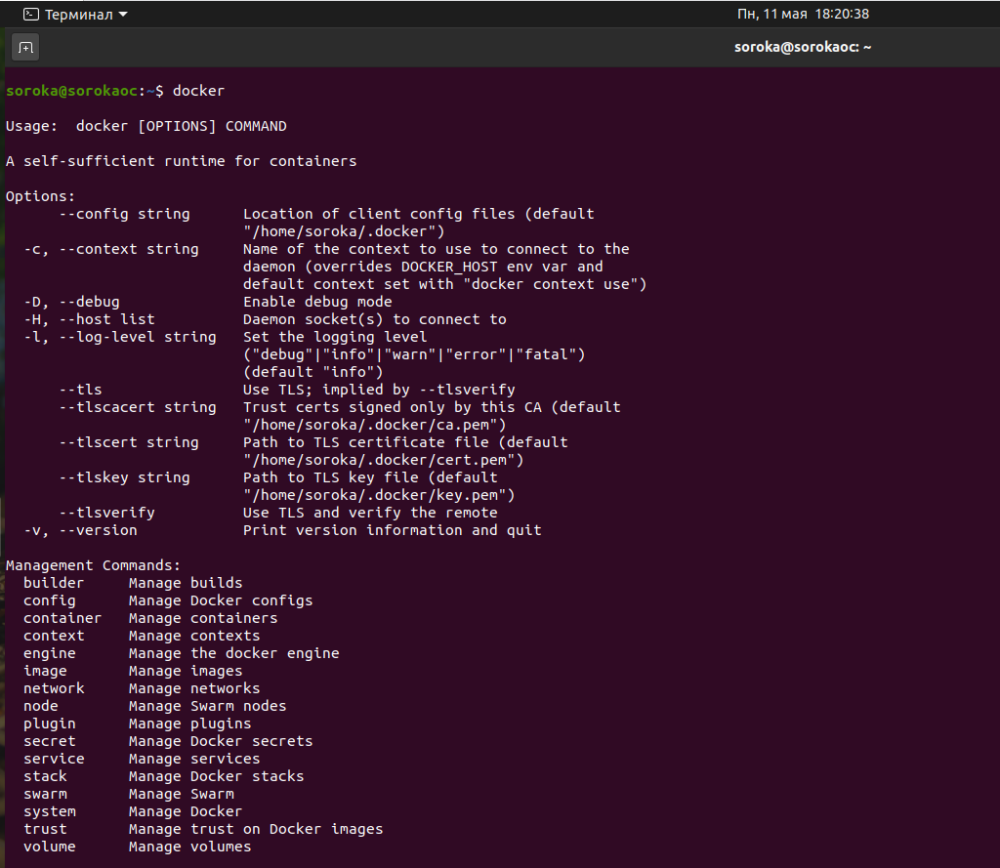 Терминал
Пн, 11 мая 18:20:38
soroka@sorokaoc: ~
soroka@sorokaoc:~$ docker
Usage:  docker [OPTIONS] COMMAND
A self-sufficient runtime for containers
Options:
      --config string      Location of client config files (default
                           "/home/soroka/.docker")
  -c, --context string     Name of the context to use to connect to the
                           daemon (overrides DOCKER_HOST env var and
                           default context set with "docker context use")
  -D, --debug              Enable debug mode
  -H, --host list          Daemon socket(s) to connect to
  -l, --log-level string   Set the logging level
                           ("debug"|"info"|"warn"|"error"|"fatal")
                           (default "info")
      --tls                Use TLS; implied by --tlsverify
      --tlscacert string   Trust certs signed only by this CA (default
                           "/home/soroka/.docker/ca.pem")
      --tlscert string     Path to TLS certificate file (default
                           "/home/soroka/.docker/cert.pem")
      --tlskey string      Path to TLS key file (default
                           "/home/soroka/.docker/key.pem")
      --tlsverify          Use TLS and verify the remote
  -v, --version            Print version information and quit
Management Commands:
  builder     Manage builds
  config      Manage Docker configs
  container   Manage containers
  context     Manage contexts
  engine      Manage the docker engine
  image       Manage images
  network     Manage networks
  node        Manage Swarm nodes
  plugin      Manage plugins
  secret      Manage Docker secrets
  service     Manage services
  stack       Manage Docker stacks
  swarm       Manage Swarm
  system      Manage Docker
  trust       Manage trust on Docker images
  volume      Manage volumes